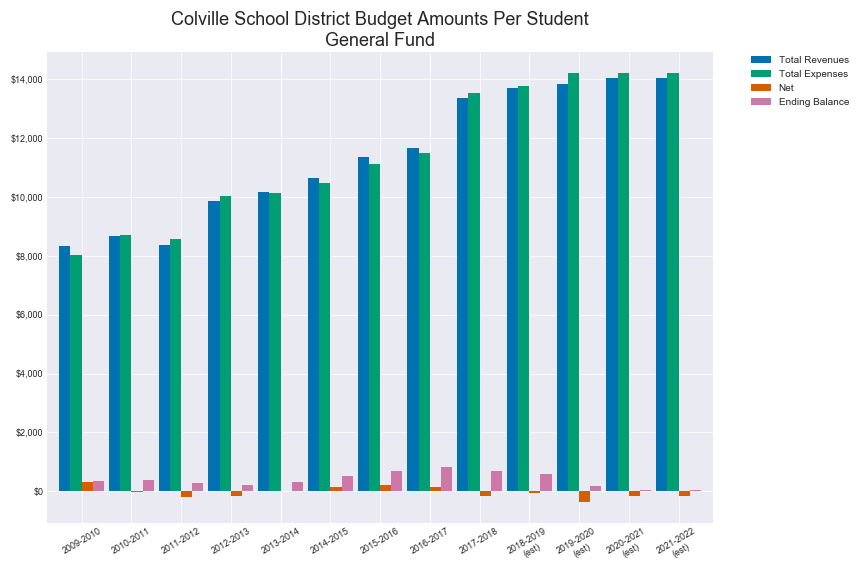 Colville School District Budget Amounts Per Student
General Fund
Total Revenues
Total Expenses
Net
Ending Balance
$14,000
$12,000
$10,000
$8,000
$6,000
$4,000
$2,000
$0
2009-2010
2010-2011
2011-2012
2012-2013
2013-2014
2014-2015
2015-2016
2016-2017
2017-2018
2018-2019
(est)
2019-2020
(est)
2020-2021
(est)
2021-2022
(est)